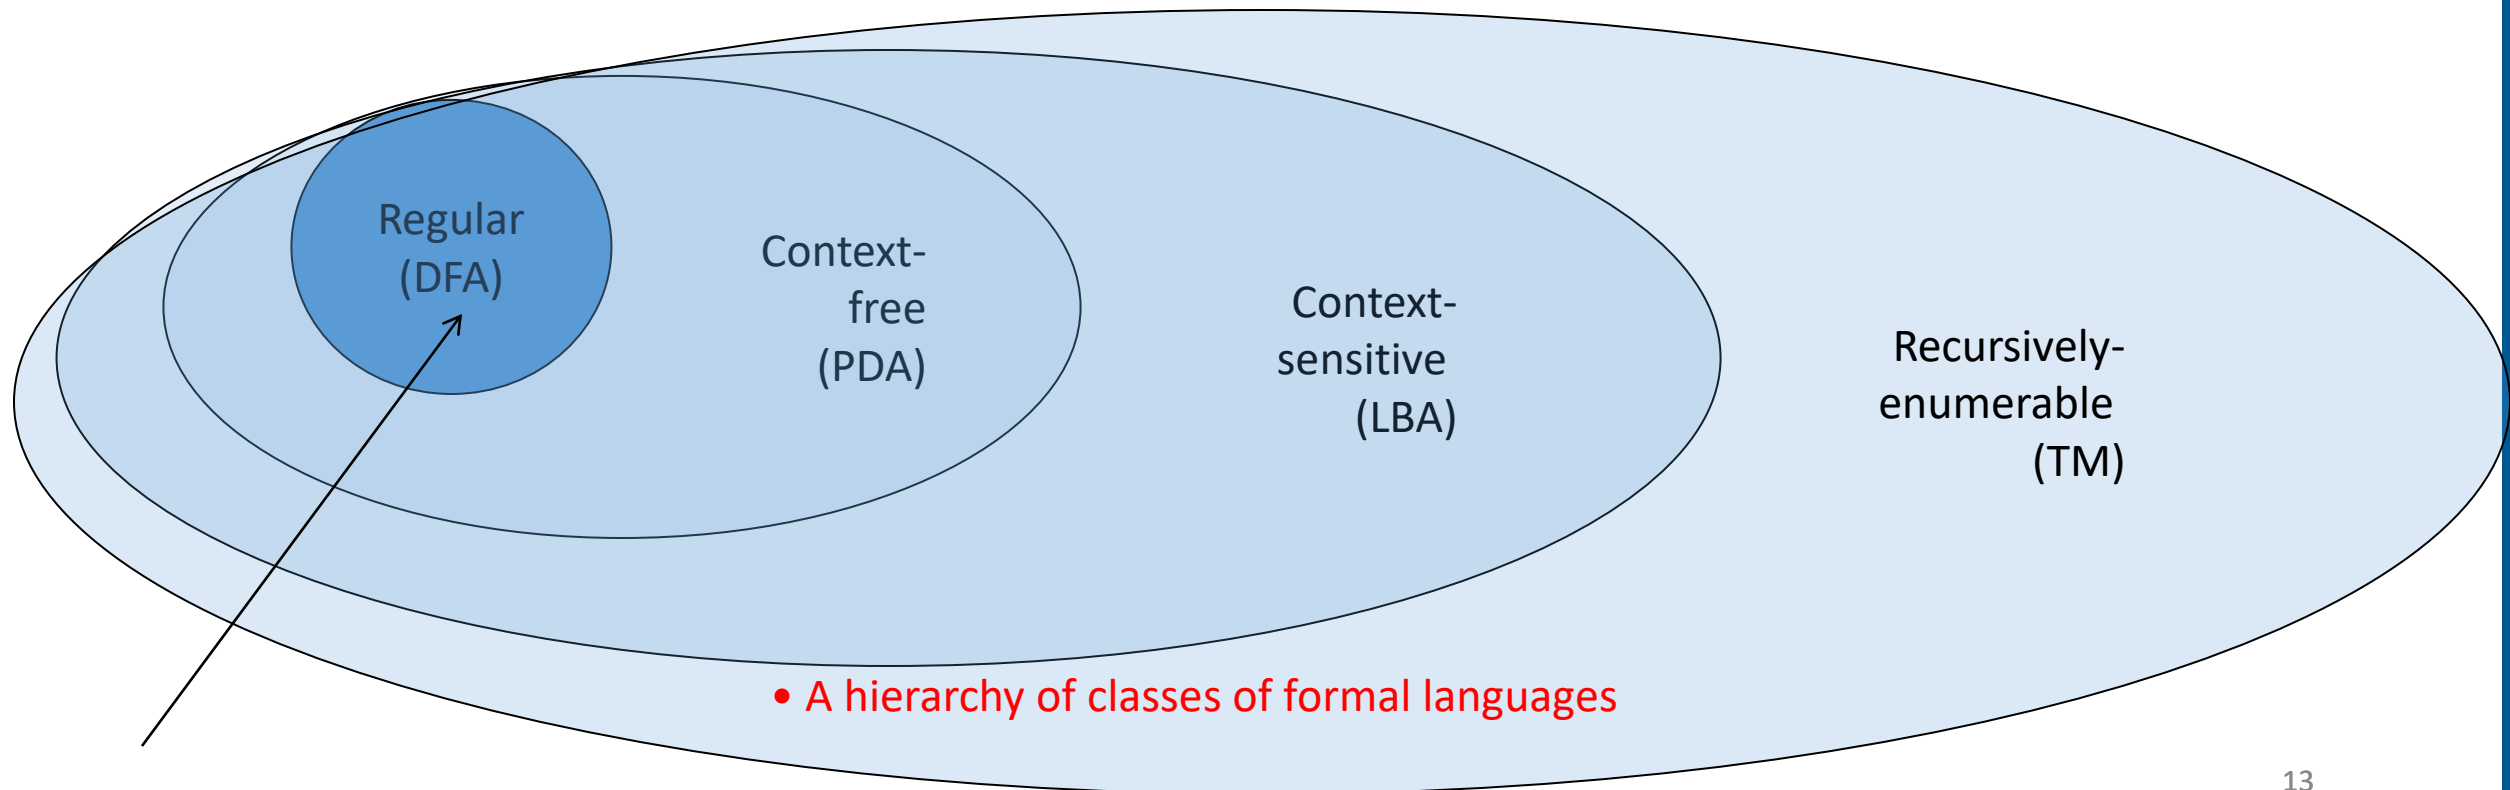 Regular
(DFA)
Context-
free
(PDA)
Context-
sensitive
(LBA)
Recursively-
enumerable
(TM)
• A hierarchy of classes of formal languages
13